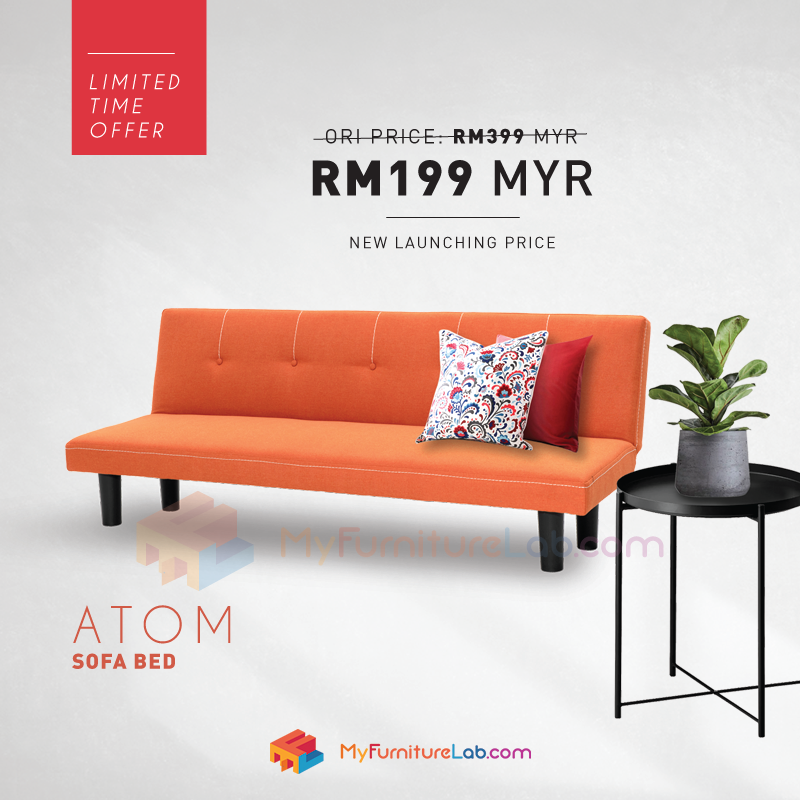 LIMITED
TIME
OFFER
ORI PRICE: RM399 MYR
RM199 MYR
NEW LAUNCHING PRICE
MyFurnitureLab.com
ATOM
SOFA BED
MyFurnitureLab.com